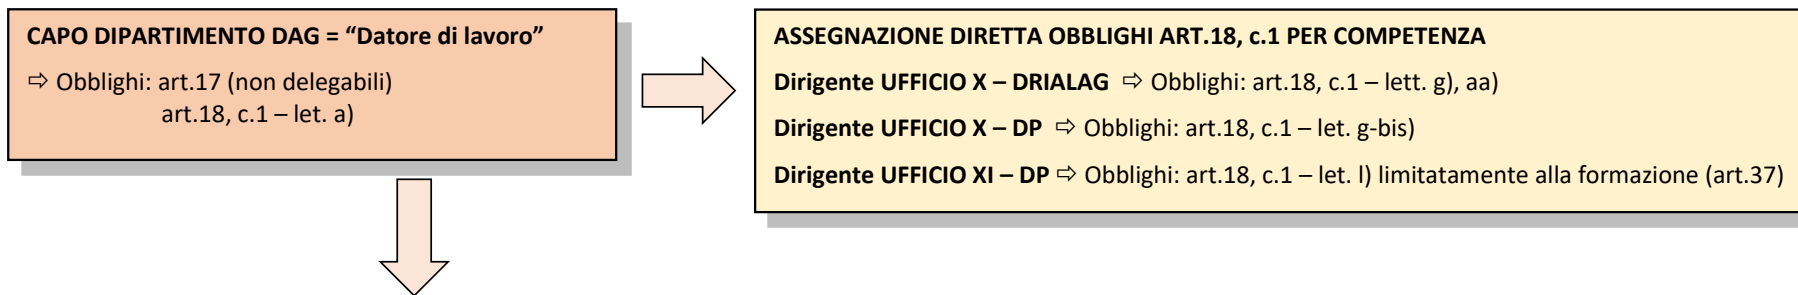 CAPO DIPARTIMENTO DAG = “Datore di lavoro”
⇨ Obblighi: art.17 (non delegabili)
art.18, c.1 – let. a)
ASSEGNAZIONE DIRETTA OBBLIGHI ART.18, c.1 PER COMPETENZA
Dirigente UFFICIO X – DRIALAG ⇨ Obblighi: art.18, c.1 – lett. g), aa)
Dirigente UFFICIO X – DP ⇨ Obblighi: art.18, c.1 – let. g-bis)
Dirigente UFFICIO XI – DP ⇨ Obblighi: art.18, c.1 – let. l) limitatamente alla formazione (art.37)